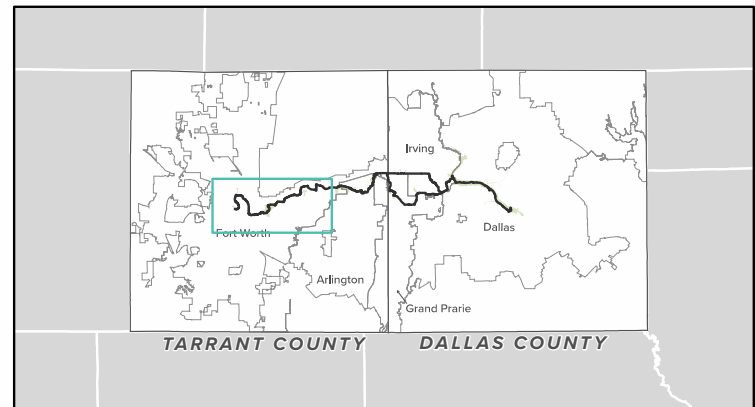 Irving
Dallas
Fort Worth
Arlington
Grand Prarie
TARRANT COUNTY
DALLAS COUNTY